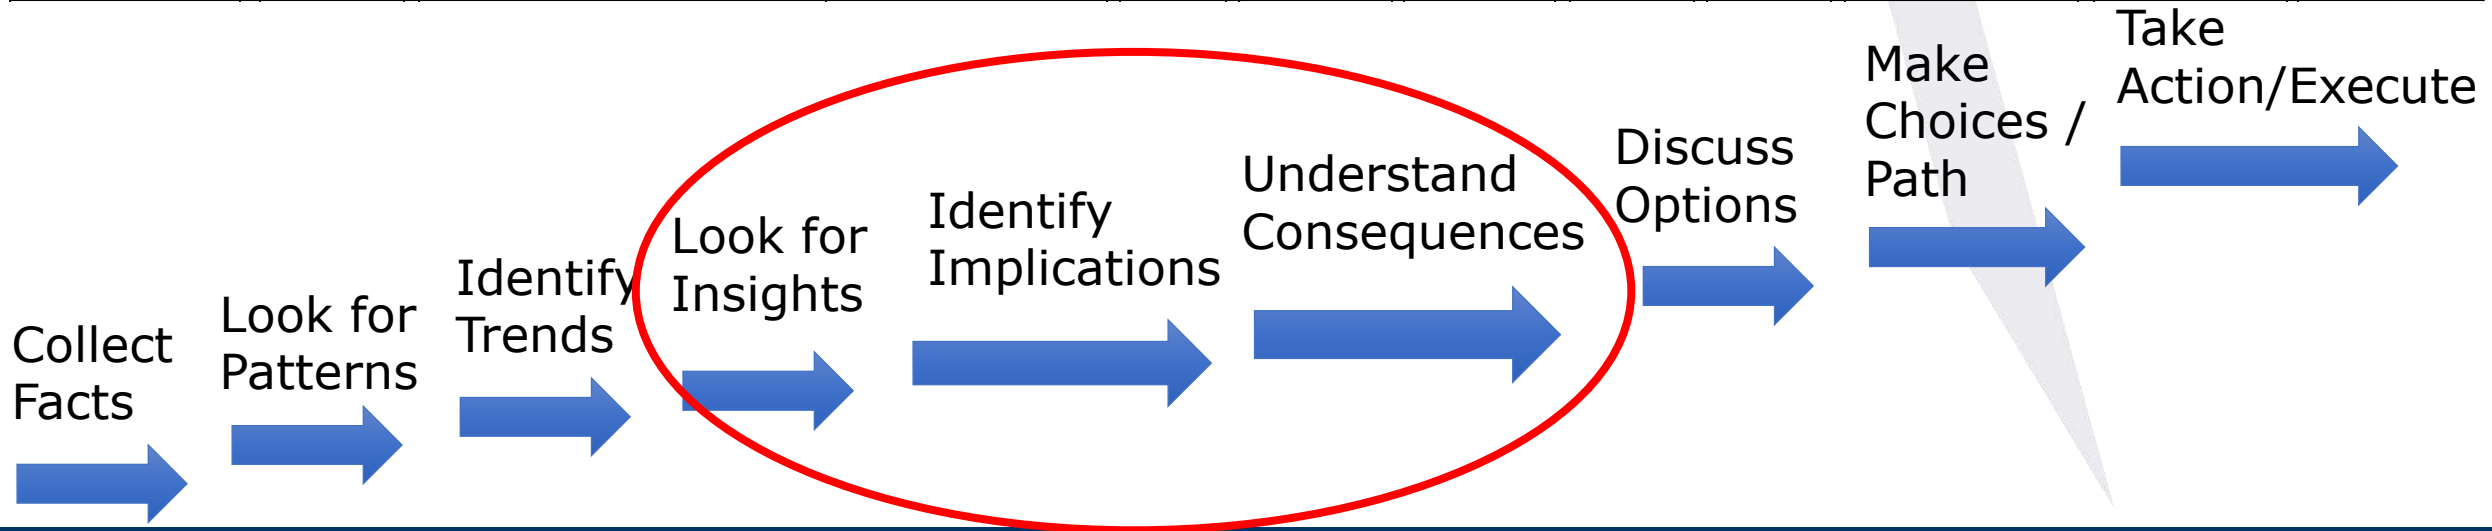 Collect
Facts
Look for
Patterns
Identify
Trends
Look for
Insights
Identify
Implications
Understand
Consequences
Discuss
Options
Make
Choices /
Path
Take
Action/Execute